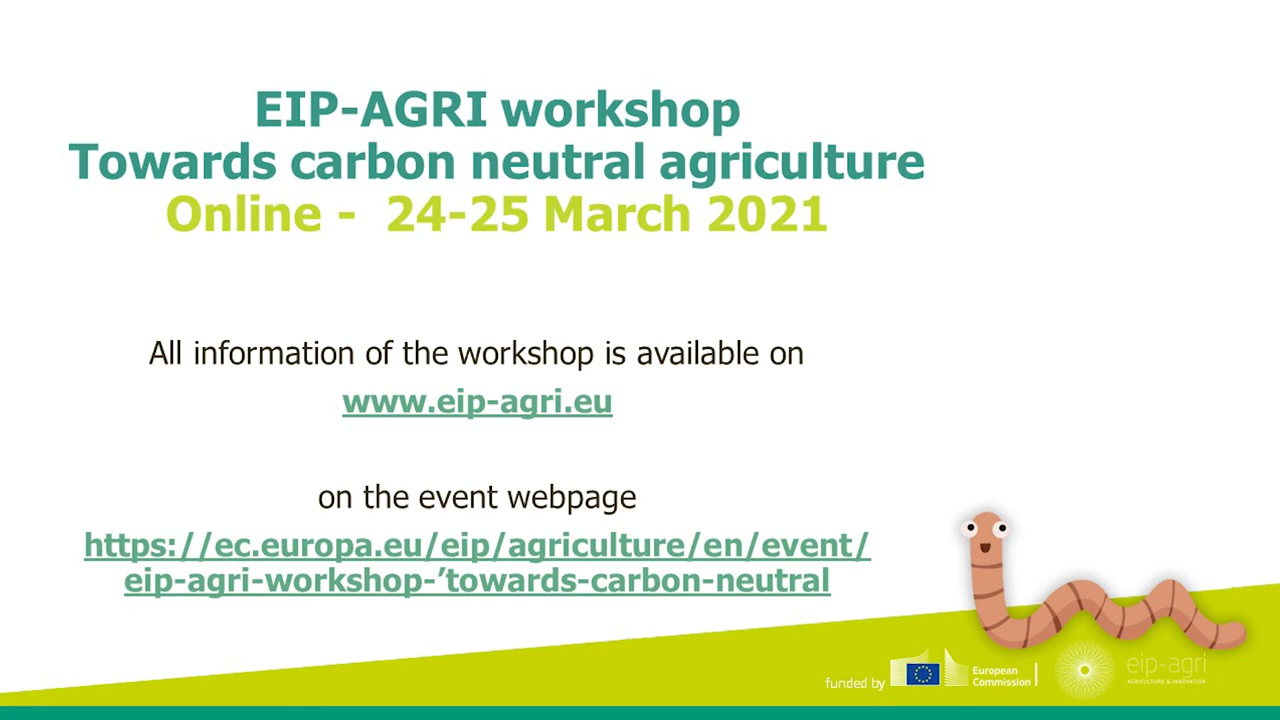 EIP-AGRI workshop
Towards carbon neutral agriculture
Online - 24-25 March 2021
All information of the workshop is available on
www.eip-agri.eu
on the event webpage
https://ec.europa.eu/eip/agriculture/en/event/
eip-agri-workshop-’towards-carbon-neutral
funded by
European
Commission
eip-agri
AGRICULTURE & INNOVATION